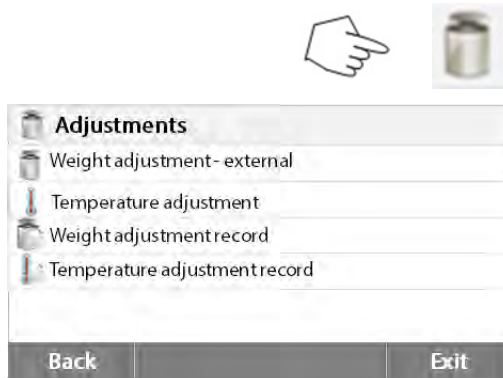 Adjustments
Weight adjustment - external
Temperature adjustment
Weight adjustment record
Temperature adjustment record
Back Exit